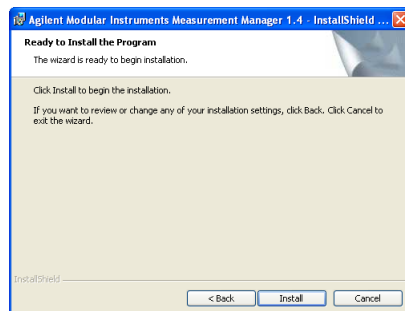 Agilent Modular Instruments Measurement Manager 1.4 - InstallShield ...
Ready to Install the Program
The wizard is ready to begin installation.
Click Install to begin the installation.
If you want to review or change any of your installation settings, click Back. Click Cancel to
exit the wizard.
InstallShield
< Back
Install
Cancel